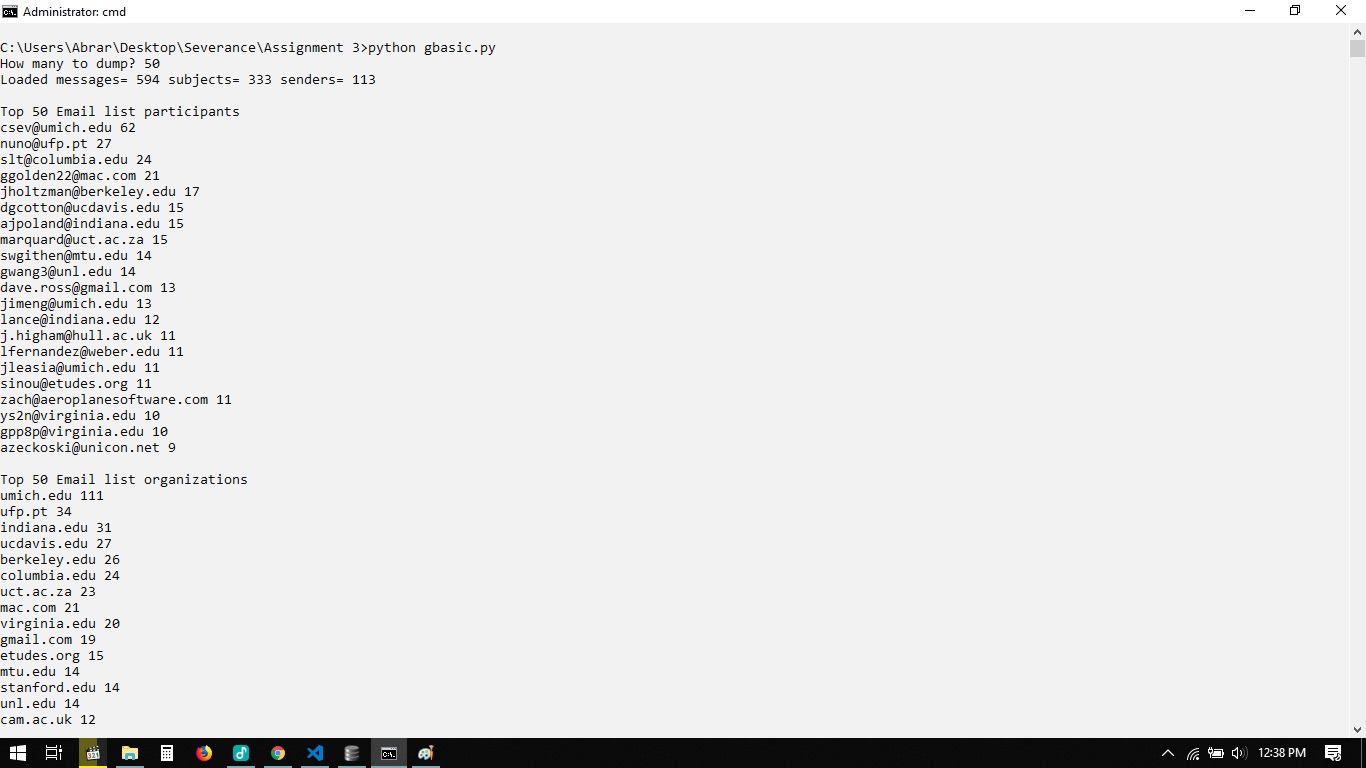 Administrator: cmd
C:\Users\Abrar\Desktop\Severance\Assignment 3>python gbasic.py
How many to dump? 50
Loaded messages= 594 subjects= 333 senders= 113
Top 50 Email list participants
csev@umich.edu 62
nuno@ufp.pt 27
slt@columbia.edu 24
ggolden22@mac.com 21
jholtzman@berkeley.edu 17
dgcotton@ucdavis.edu 15
ajpoland@indiana.edu 15
marquard@uct.ac.za 15
swgithen@mtu.edu 14
gwang3@unl.edu 14
dave.ross@gmail.com 13
jimeng@umich.edu 13
lance@indiana.edu 12
j.higham@hull.ac.uk 11
lfernandez@weber.edu 11
jleasia@umich.edu 11
sinou@etudes.org 11
zach@aeroplanesoftware.com 11
ys2n@virginia.edu 10
gpp8p@virginia.edu 10
azeckoski@unicon.net 9
Top 50 Email list organizations
umich.edu 111
ufp.pt 34
indiana.edu 31
ucdavis.edu 27
berkeley.edu 26
columbia.edu 24
uct.ac.za 23
mac.com 21
virginia.edu 20
gmail.com 19
etudes.org 15
mtu.edu 14
stanford.edu 14
unl.edu 14
cam.ac.uk 12
12:38 PM